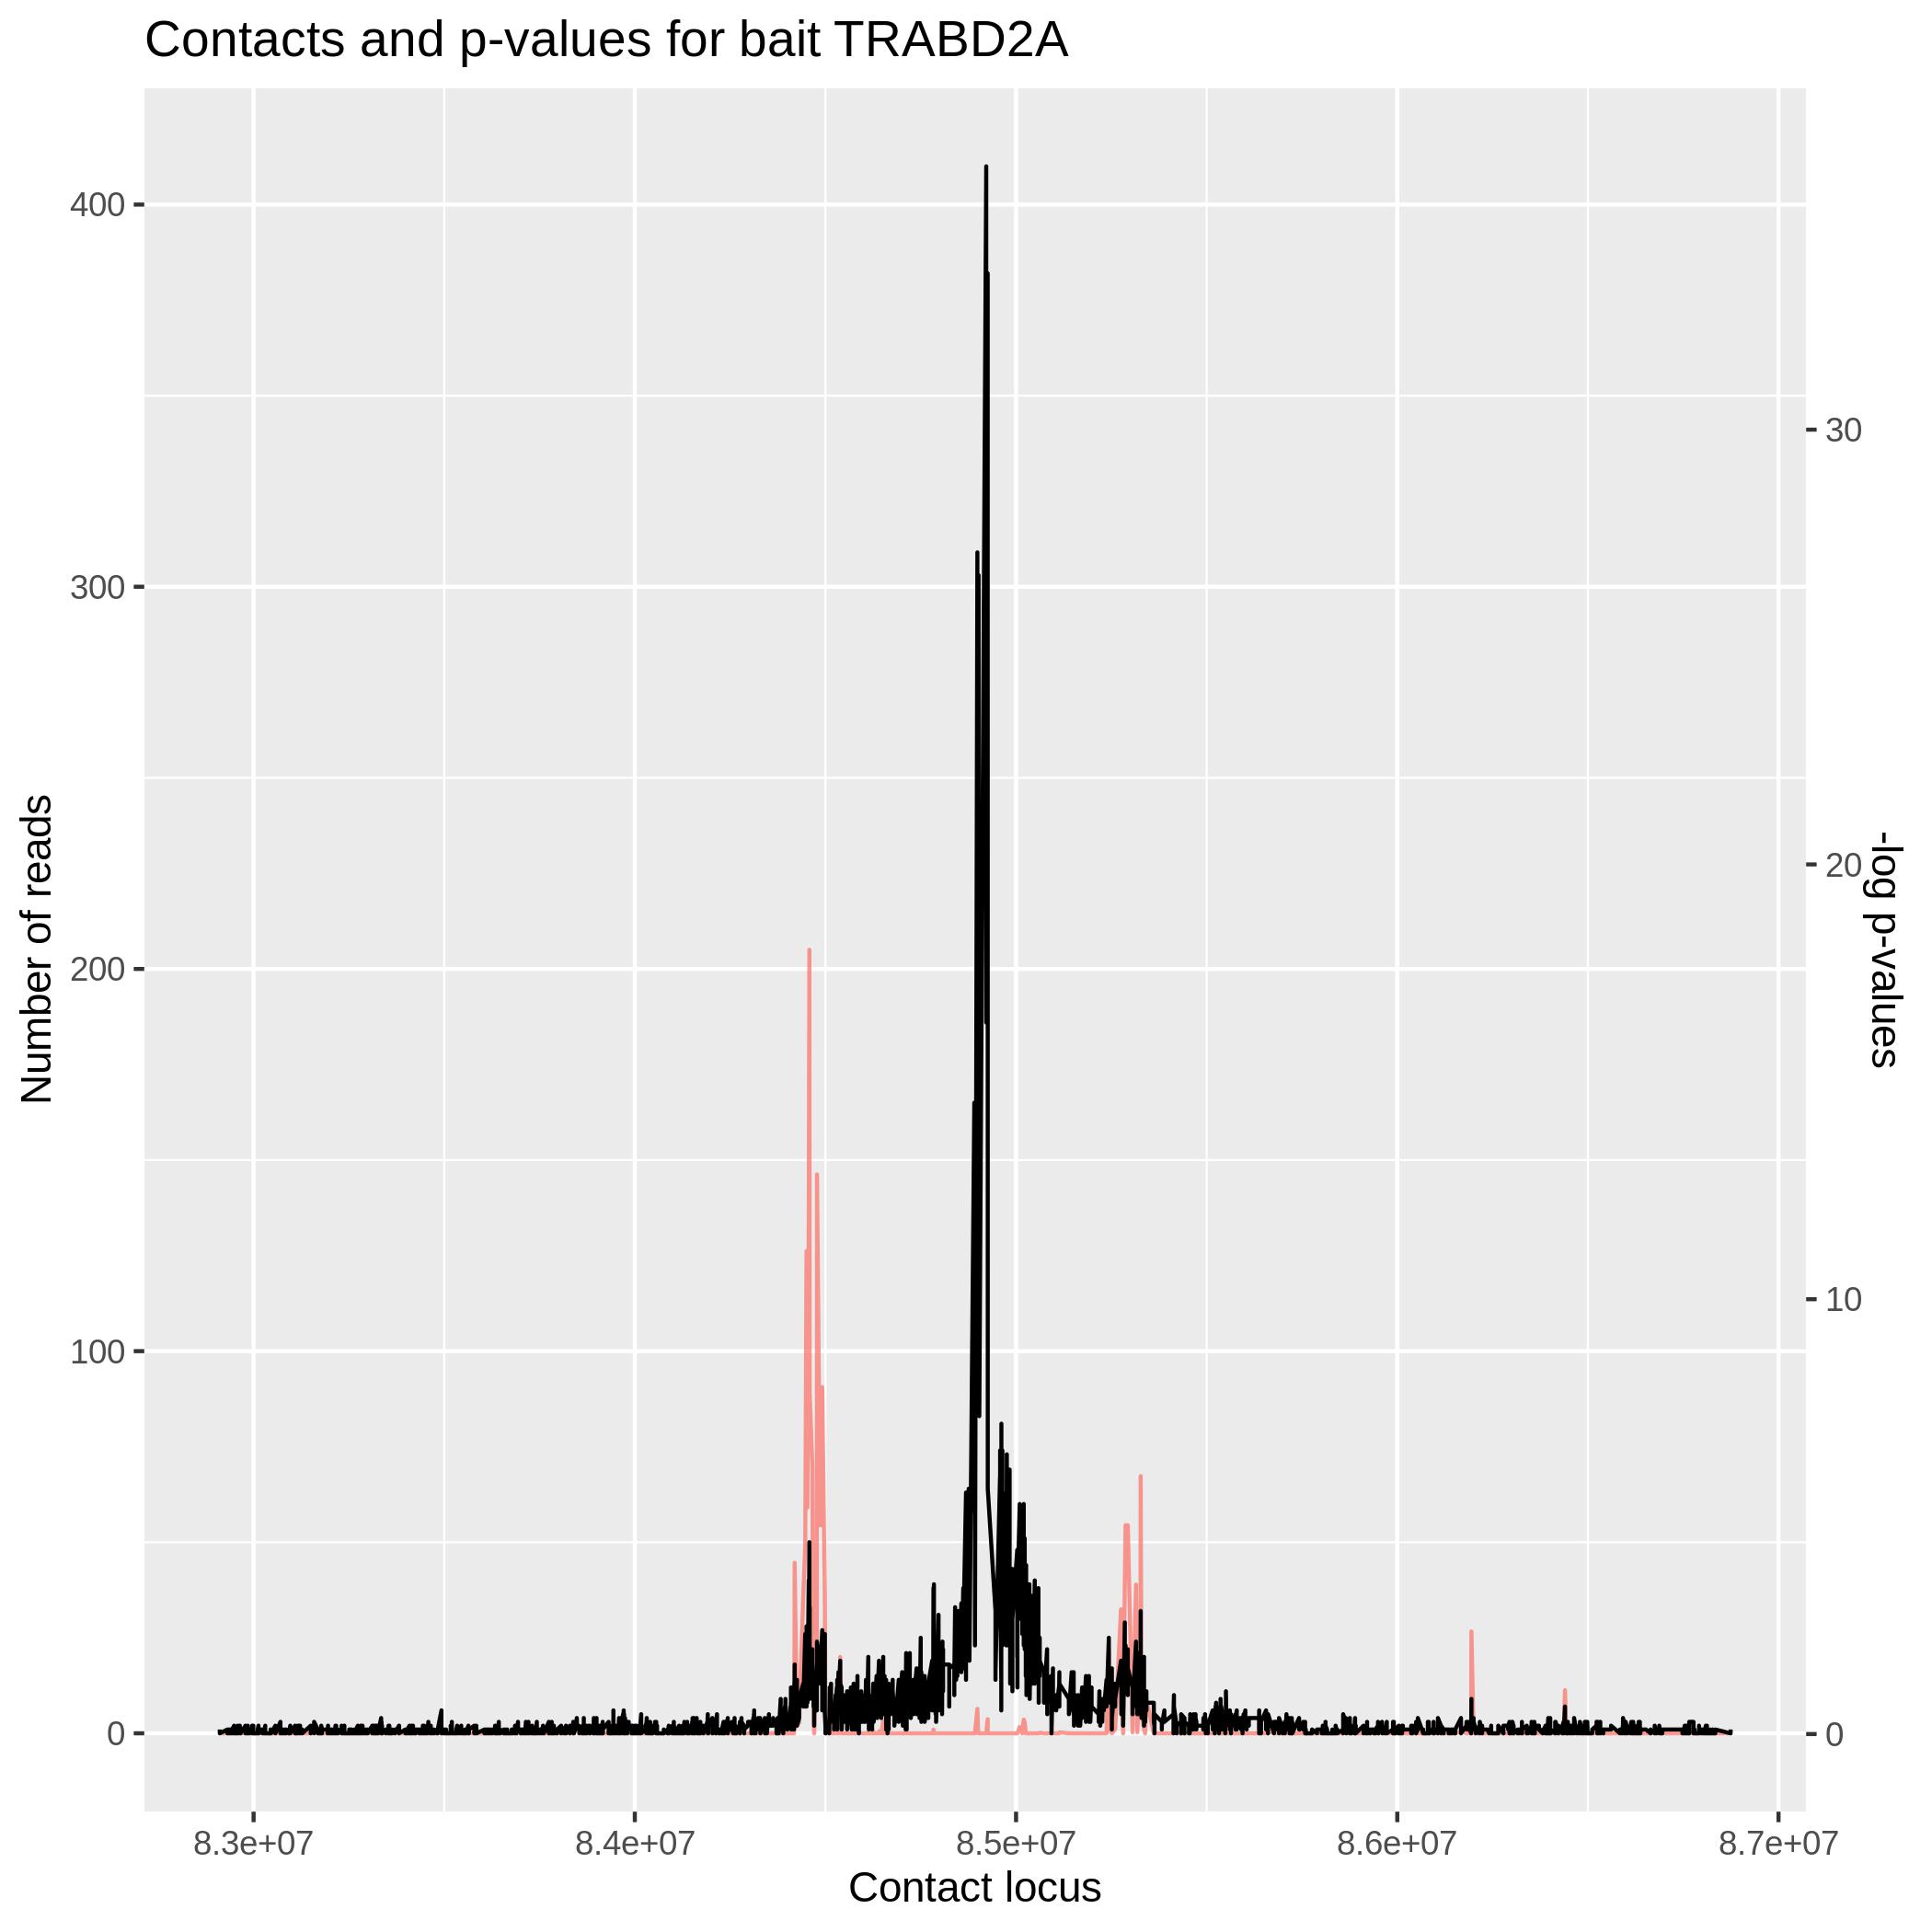 Contacts and p-values for bait TRABD2A
400
300
200
100
0
Number of reads
30
20
10
0
-log p-values
8.3e+07
8.4e+07
8.5e+07
8.6e+07
8.7e+07
Contact locus